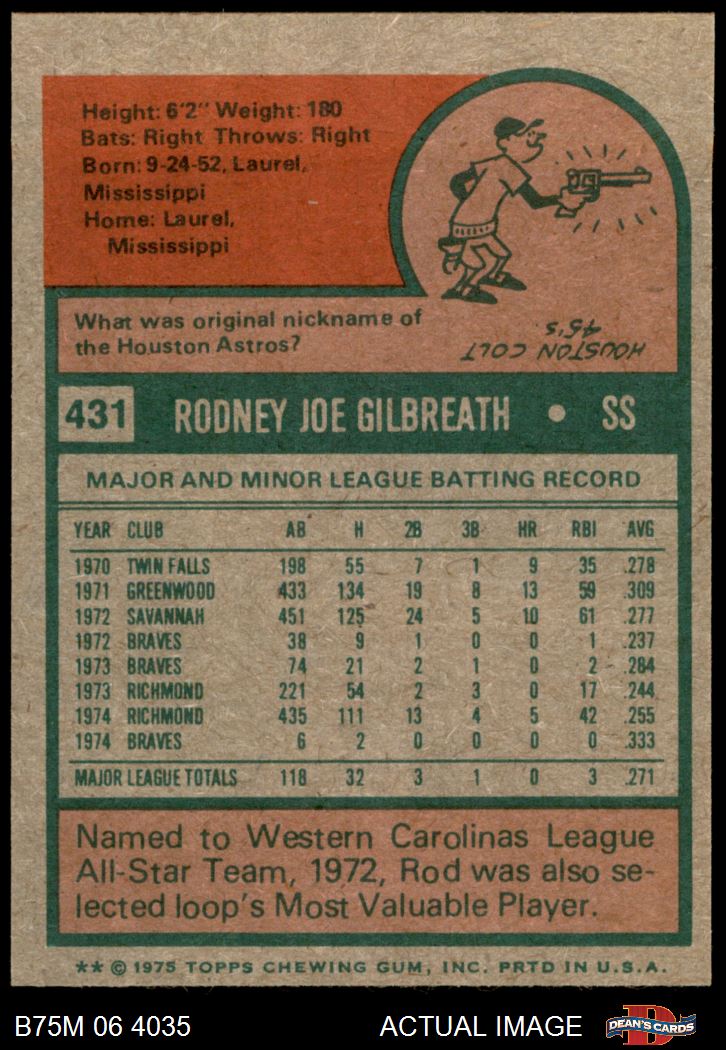 Height: 6'2" Weight: 180
Bats: Right Throws: Right
Born: 9-24-52, Laurel,
Mississippi
Home: Laurel,
Mississippi
What was original nickname of
the Houston Astros?
HOUSTON COLT
45's.
431 RODNEY JOE GILBREATH • SS
MAJOR AND MINOR LEAGUE BATTING RECORD
YEAR CLUB AB H 2B 3B HR RBI AVG
1970 TWIN FALLS 198 55 7 1 9 35 .278
1971 GREENWOOD 433 134 19 8 13 59 .309
1972 SAVANNAH 451 125 24 5 10 61 .277
1972 BRAVES 38 9 1 0 0 1 .237
1973 BRAVES 74 21 2 1 0 2 .284
1973 RICHMOND 221 54 2 3 0 17 .244
1974 RICHMOND 435 111 13 4 5 42 .255
1974 BRAVES 6 2 0 0 0 0 .333
MAJOR LEAGUE TOTALS 118 32 3 1 0 3 .271
Named to Western Carolinas League
All-Star Team, 1972, Rod was also se-
lected loop's Most Valuable Player.
** © 1975 TOPPS CHEWING GUM, INC. PRTD IN U.S.A.
B75M 06 4035 ACTUAL IMAGE DEAN'S CARDS